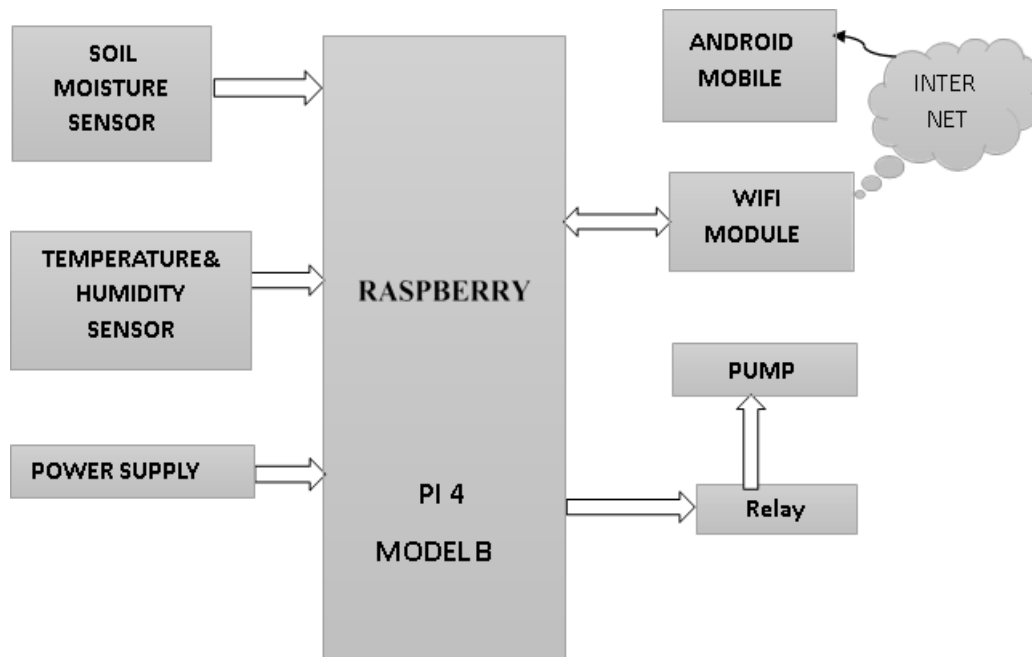 SOIL
MOISTURE
SENSOR
TEMPERATURE&
HUMIDITY
SENSOR
POWER SUPPLY
RASPBERRY
PI 4
MODEL B
ANDROID
MOBILE
INTER
NET
WIFI
MODULE
PUMP
Relay